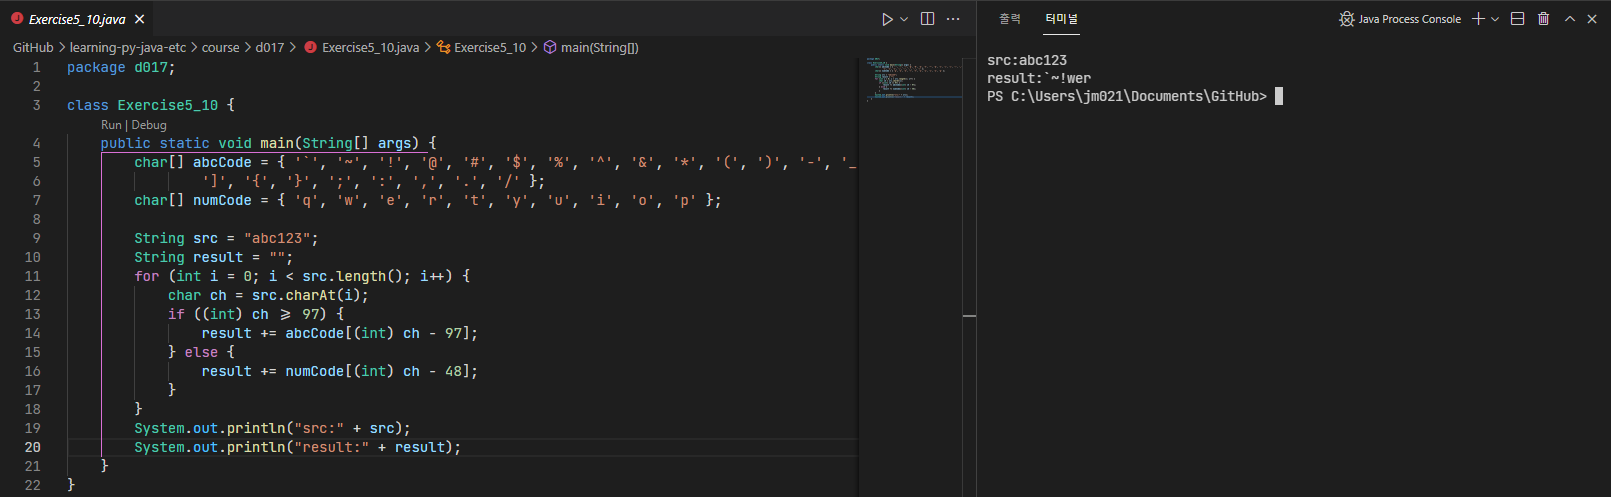 Exercise5_10.java
GitHub > learning-py-java-etc > course > d017 > Exercise5_10.java > Exercise5_10 > main(String[])
1 package d017;
2
3 class Exercise5_10 {
Run | Debug
4 public static void main(String[] args) {
5 char[] abcCode = { '`', '~', '!', '@', '#', '$', '%', '^', '&', '*', '(', ')', '-', '_
6 ']', '{', '}', ';', ':', ',', '.', '/' };
7 char[] numCode = { 'q', 'w', 'e', 'r', 't', 'y', 'u', 'i', 'o', 'p' };
8
9 String src = "abc123";
10 String result = "";
11 for (int i = 0; i < src.length(); i++) {
12 char ch = src.charAt(i);
13 if ((int) ch >= 97) {
14 result += abcCode[(int) ch - 97];
15 } else {
16 result += numCode[(int) ch - 48];
17 }
18 }
19 System.out.println("src:" + src);
20 System.out.println("result:" + result);
21 }
22 }
출력 터미널 Java Process Console
src:abc123
result:`~!wer
PS C:\Users\jm021\Documents\GitHub>